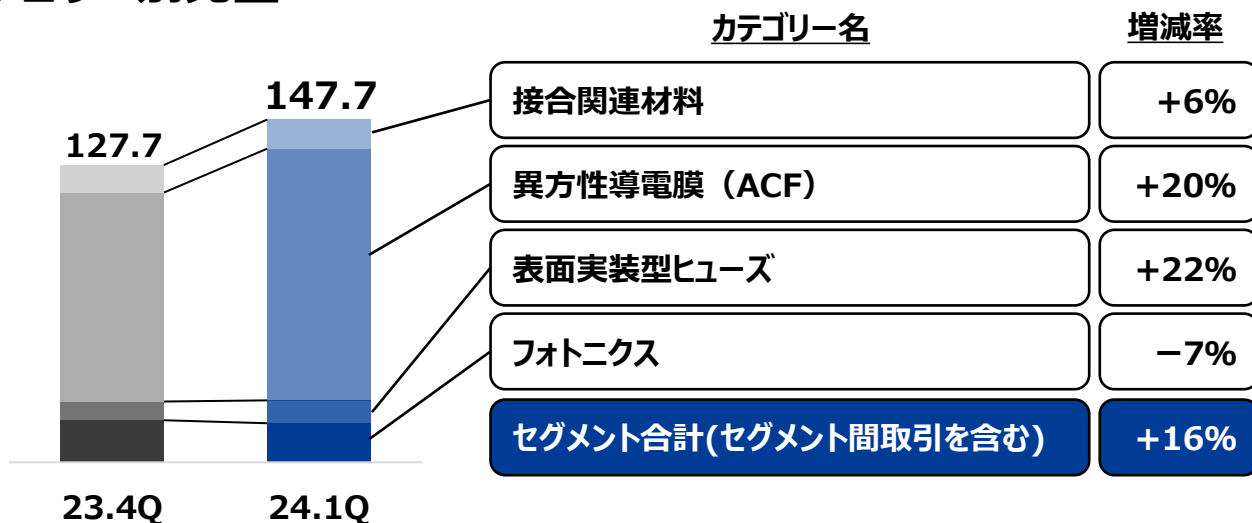 カテゴリー名 増減率
147.7
127.7
接合関連材料 +6%
異方性導電膜（ACF） +20%
表面実装型ヒューズ +22%
フォトニクス －7%
セグメント合計(セグメント間取引を含む) +16%
23.4Q 24.1Q